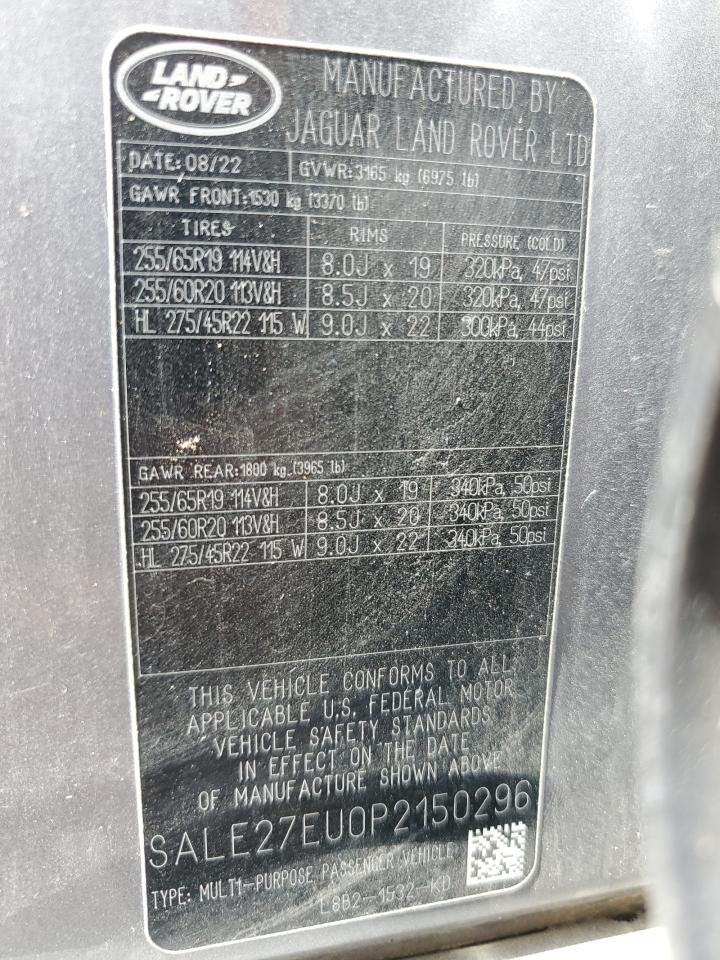 LAND
ROVER
MANUFACTURED BY
JAGUAR LAND ROVER LTD
DATE: 08/22 GVWR:3165 kg (6975 lb)
GAWR FRONT:1530 kg (3370 lb)
TIRES RIMS PRESSURE (COLD)
255/65R19 114V&H 8.0J x 19 320kPa, 47psi
255/60R20 113V&H 8.5J x 20 320kPa, 47psi
HL 275/45R22 115 W 9.0J x 22 300kPa, 44psi
GAWR REAR:1800 kg (3965 lb)
255/65R19 114V&H 8.0J x 19 340kPa, 50psi
255/60R20 113V&H 8.5J x 20 340kPa, 50psi
HL 275/45R22 115 W 9.0J x 22 340kPa, 50psi
THIS VEHICLE CONFORMS TO ALL
APPLICABLE U.S. FEDERAL MOTOR
VEHICLE SAFETY STANDARDS
IN EFFECT ON THE DATE
OF MANUFACTURE SHOWN ABOVE
SALE27EU0P2150296
TYPE: MULTI-PURPOSE PASSENGER VEHICLE
L8B2-1532-KD